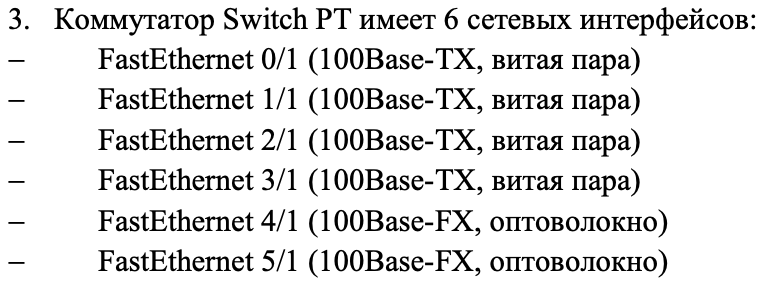 3. Коммутатор Switch PT имеет 6 сетевых интерфейсов:
– FastEthernet 0/1 (100Base-TX, витая пара)
– FastEthernet 1/1 (100Base-TX, витая пара)
– FastEthernet 2/1 (100Base-TX, витая пара)
– FastEthernet 3/1 (100Base-TX, витая пара)
– FastEthernet 4/1 (100Base-FX, оптоволокно)
– FastEthernet 5/1 (100Base-FX, оптоволокно)